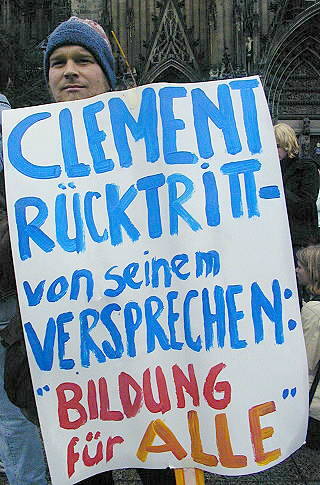 CLEMENT
RÜCKTRITT-
von seinem
VERSPRECHEN:
"BILDUNG
für ALLE"